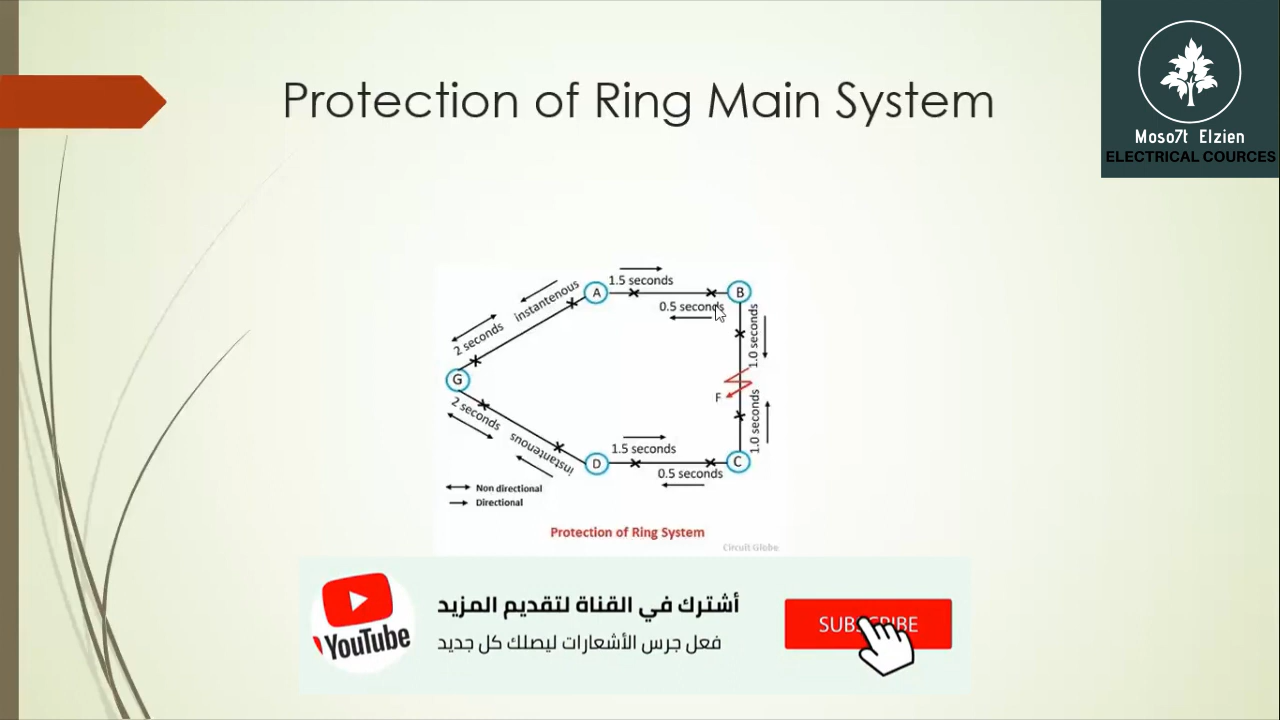 Protection of Ring Main System
Moso7t Elzien
ELECTRICAL COURCES
1.5 seconds
A
B
0.5 seconds
instantenous
2 seconds
1.0 seconds
G
F
1.0 seconds
2 seconds
instantenous
1.5 seconds
D
C
0.5 seconds
Non directional
Directional
Protection of Ring System
Circuit Globe
YouTube
أشترك في القناة لتقديم المزيد
فعل جرس الأشعارات ليصلك كل جديد
SUBSCRIBE